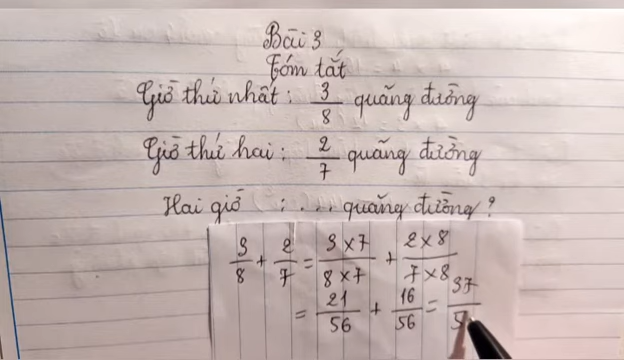 Bài 3
Tóm tắt
Giờ thứ nhất: 3/8 quãng đường
Giờ thứ hai: 2/7 quãng đường
Hai giờ : ... quãng đường?
3/8 + 2/7 = 3×7/8×7 + 2×8/7×8
= 21/56 + 16/56 = 37/5